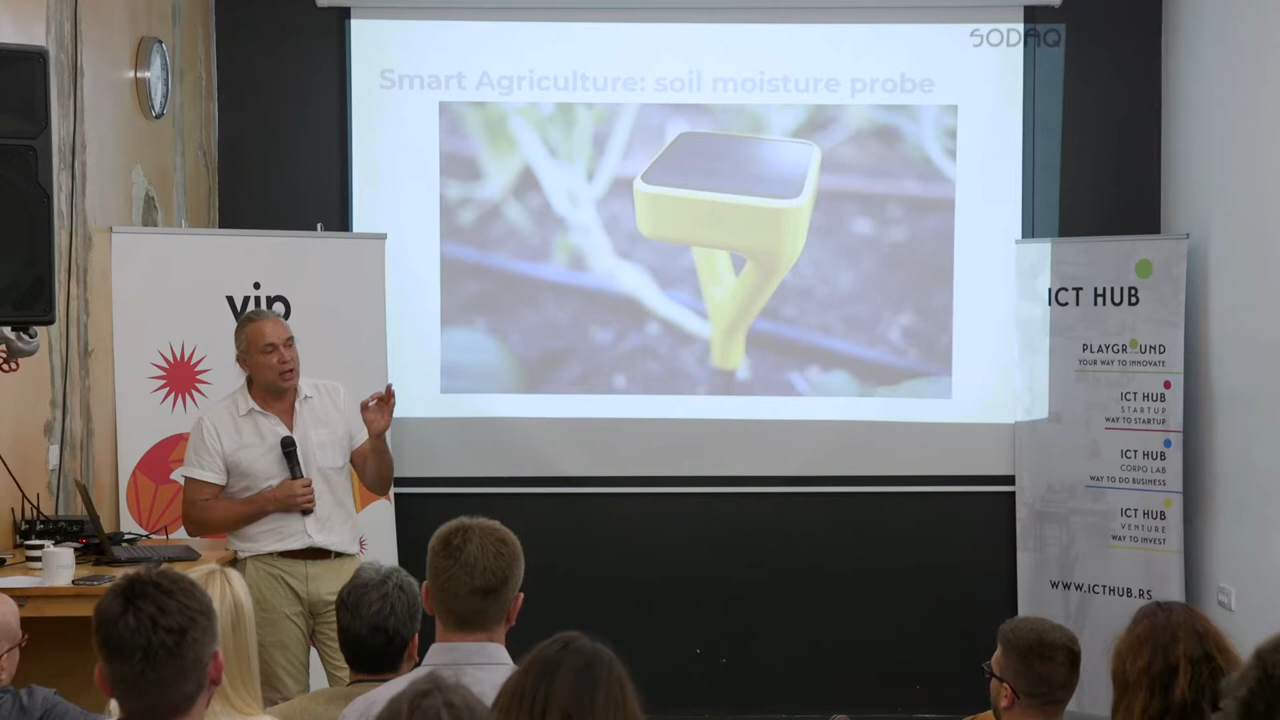 SODAQ
Smart Agriculture: soil moisture probe
vip
ICT HUB
PLAYGROUND
YOUR WAY TO INNOVATE
ICT HUB
STARTUP
WAY TO STARTUP
ICT HUB
CORPO LAB
WAY TO DO BUSINESS
ICT HUB
VENTURE
WAY TO INVEST
WWW.ICTHUB.RS